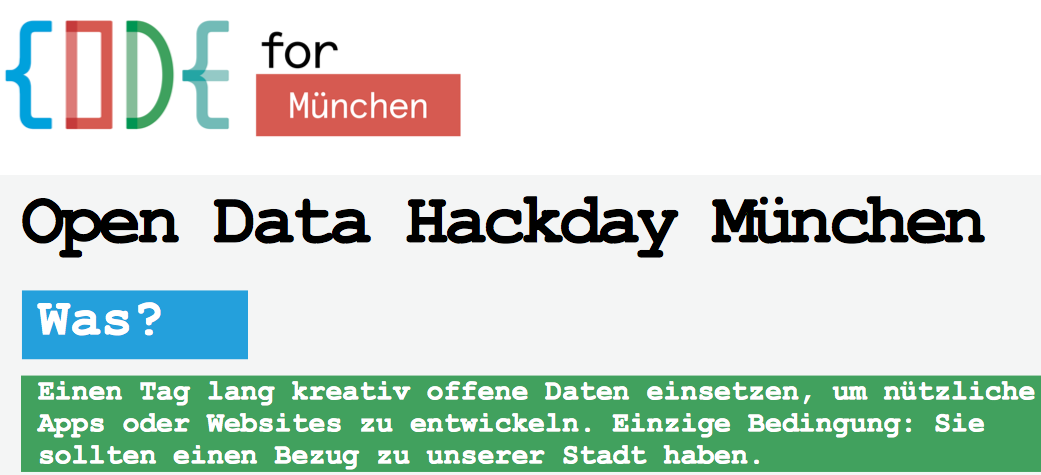 CODE for
München
Open Data Hackday München
Was?
Einen Tag lang kreativ offene Daten einsetzen, um nützliche
Apps oder Websites zu entwickeln. Einzige Bedingung: Sie
sollten einen Bezug zu unserer Stadt haben.